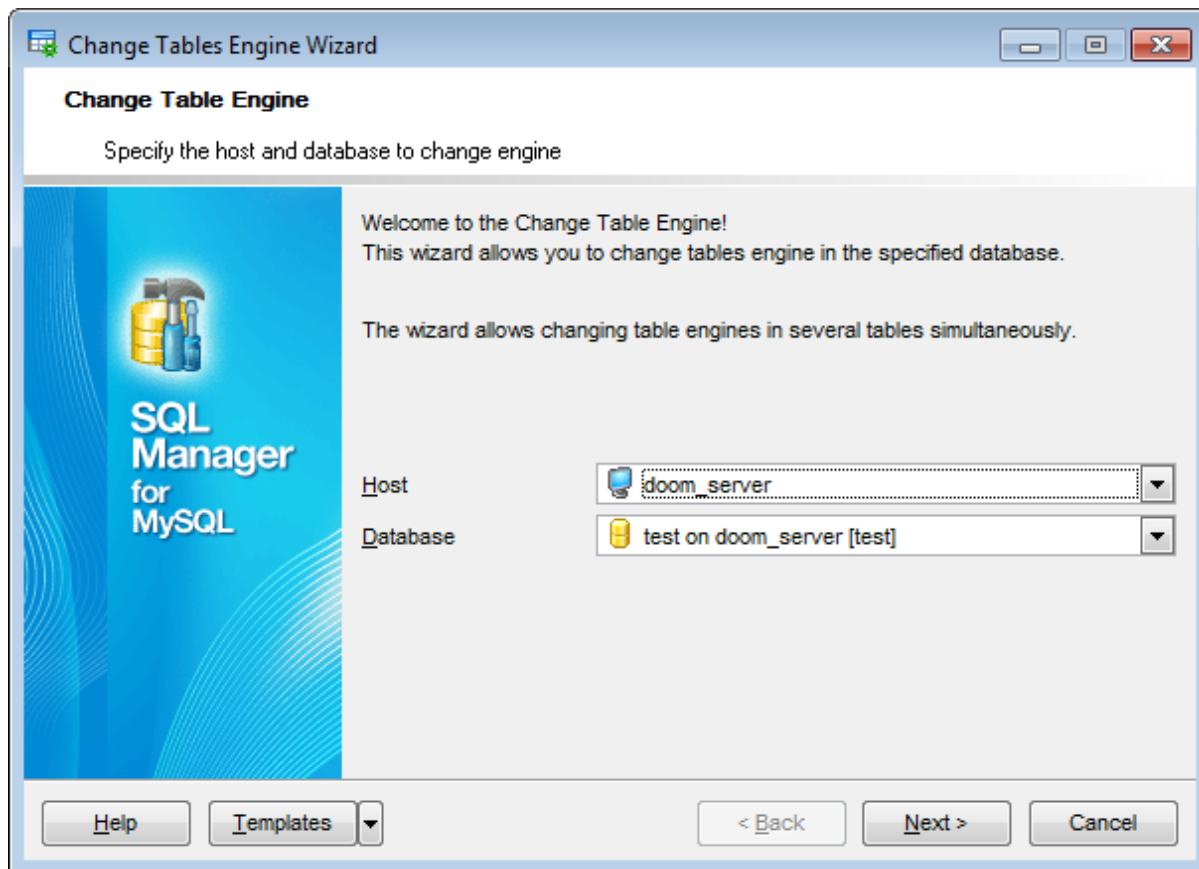 Change Tables Engine Wizard
Change Table Engine
Specify the host and database to change engine
Welcome to the Change Table Engine!
This wizard allows you to change tables engine in the specified database.
The wizard allows changing table engines in several tables simultaneously.
SQL
Manager
for
MySQL
Host
doom_server
Database
test on doom_server [test]
Help
Templates
< Back
Next >
Cancel